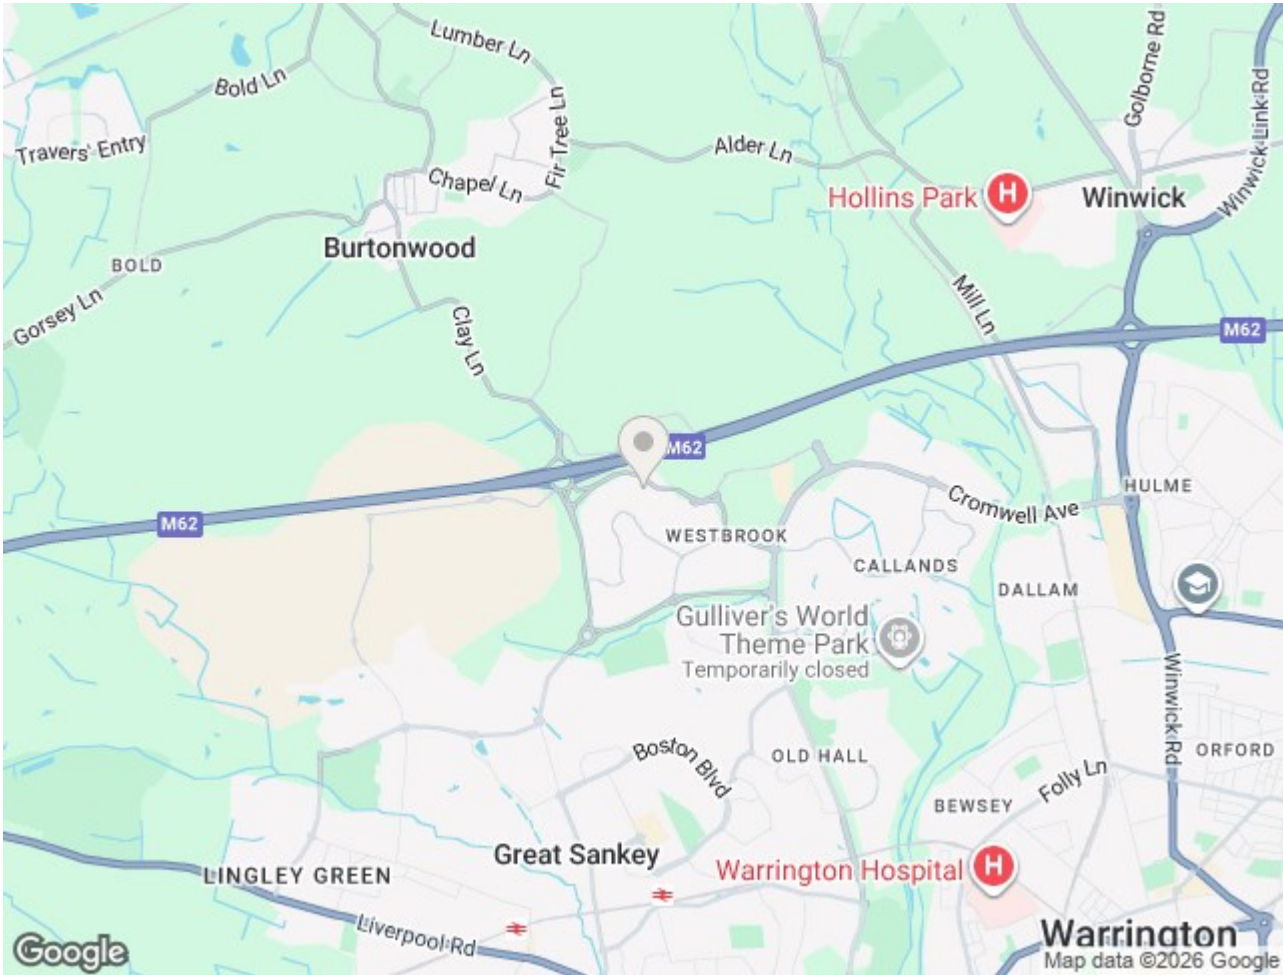 Lumber Ln
Bold Ln
Golborne Rd
Winwick Link Rd
Fir Tree Ln
Travers' Entry
Alder Ln
Chapel Ln
Hollins Park
H
Winwick
Burtonwood
BOLD
Gorsey Ln
Mill Ln
Clay Ln
M62
M62
HULME
Cromwell Ave
M62
WESTBROOK
CALLANDS
DALLAM
Gulliver's World
Theme Park
Temporarily closed
Winwick Rd
Boston Blvd
OLD HALL
ORFORD
Folly Ln
BEWSEY
Great Sankey
Warrington Hospital
H
LINGLEY GREEN
Liverpool Rd
Warrington
Google
Map data ©2026 Google